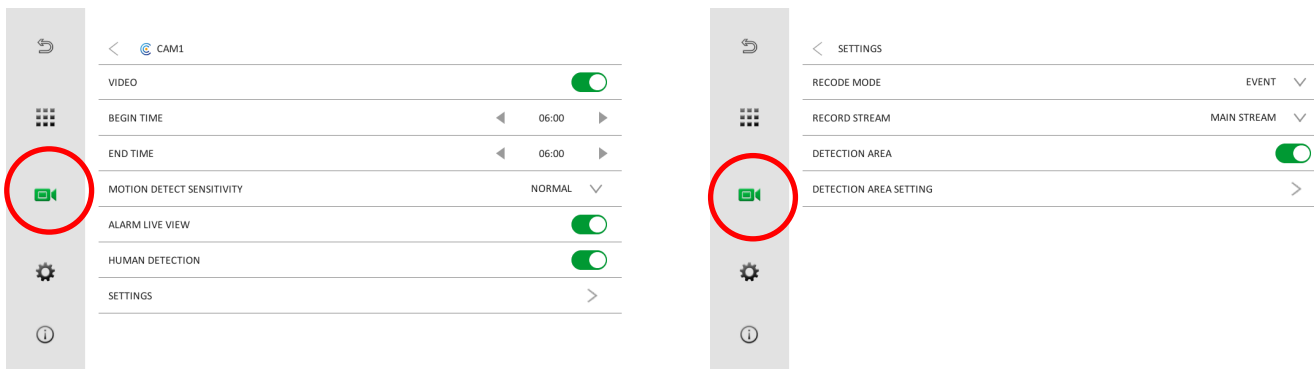 CAM1
VIDEO
BEGIN TIME 06:00
END TIME 06:00
MOTION DETECT SENSITIVITY NORMAL
ALARM LIVE VIEW
HUMAN DETECTION
SETTINGS
SETTINGS
RECODE MODE EVENT
RECORD STREAM MAIN STREAM
DETECTION AREA
DETECTION AREA SETTING